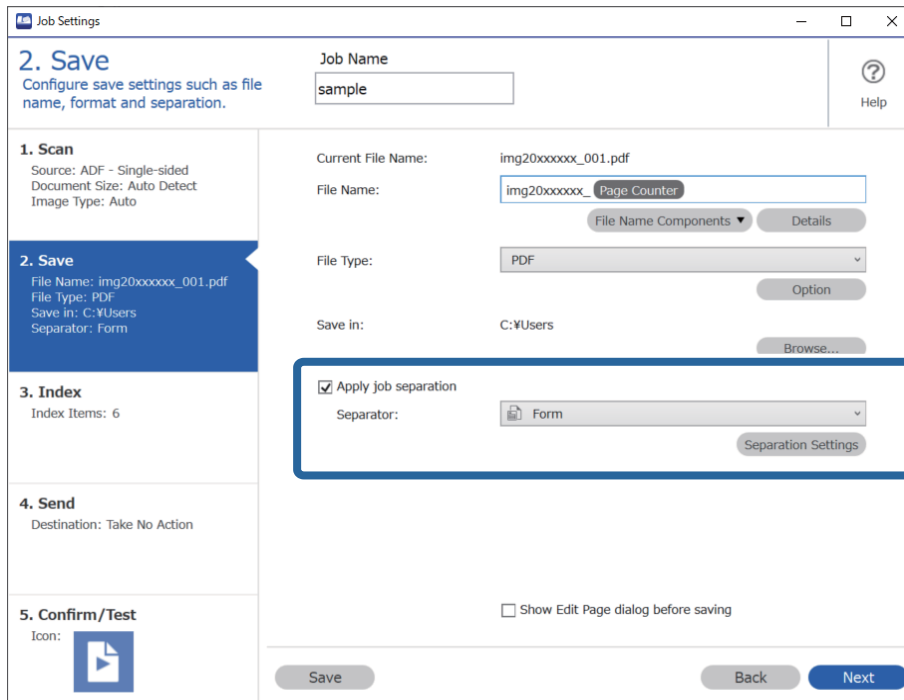 Job Settings
2. Save
Configure save settings such as file
name, format and separation.
Job Name
sample
Help
1. Scan
Source: ADF - Single-sided
Document Size: Auto Detect
Image Type: Auto
2. Save
File Name: img20xxxxxx_001.pdf
File Type: PDF
Save in: C:¥Users
Separator: Form
3. Index
Index Items: 6
4. Send
Destination: Take No Action
5. Confirm/Test
Icon:
Current File Name: img20xxxxxx_001.pdf
File Name: img20xxxxxx_ Page Counter
File Name Components ▼ Details
File Type: PDF
Option
Save in: C:¥Users
Browse...
Apply job separation
Separator: Form
Separation Settings
Show Edit Page dialog before saving
Save Back Next